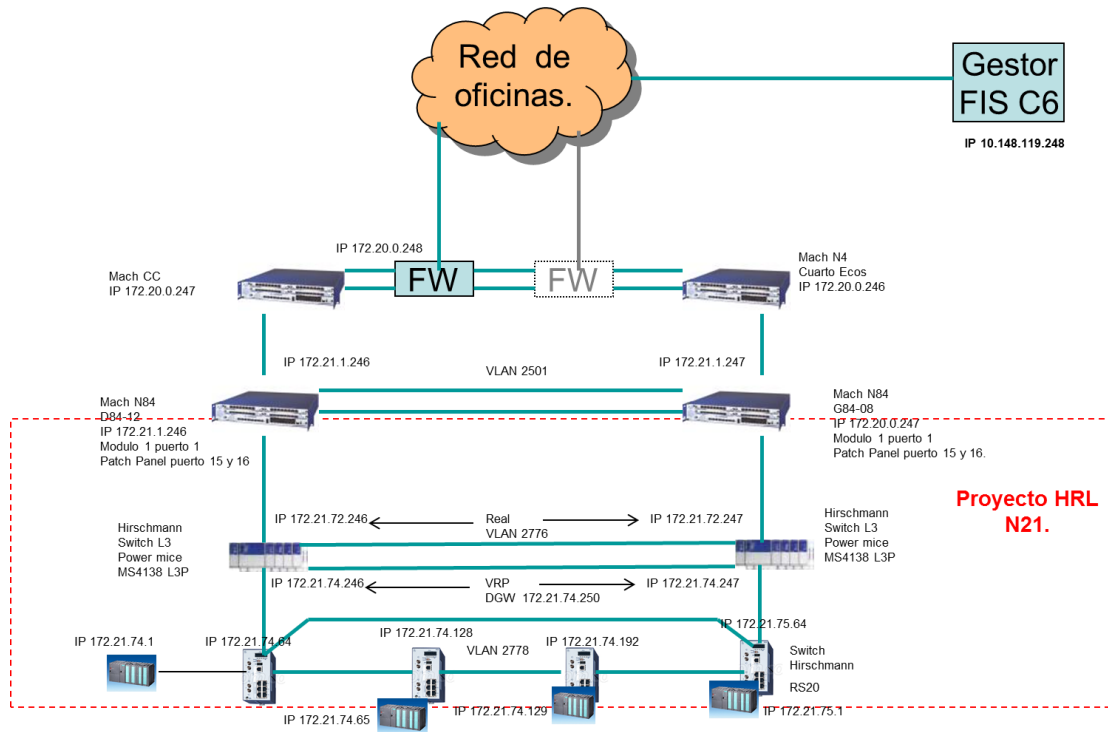 Red de
oficinas.
Gestor
FIS C6
IP 10.148.119.248
IP 172.20.0.248
Mach CC
IP 172.20.0.247
FW
FW
Mach N4
Cuarto Ecos
IP 172.20.0.246
IP 172.21.1.246
VLAN 2501
IP 172.21.1.247
Mach N84
D84-12
IP 172.21.1.246
Modulo 1 puerto 1
Patch Panel puerto 15 y 16
Mach N84
G84-08
IP 172.20.0.247
Modulo 1 puerto 1
Patch Panel puerto 15 y 16.
Proyecto HRL
N21.
Hirschmann
Switch L3
Power mice
MS4138 L3P
IP 172.21.72.246
Real
VLAN 2776
IP 172.21.72.247
Hirschmann
Switch L3
Power mice
MS4138 L3P
IP 172.21.74.246
VRP
DGW 172.21.74.250
IP 172.21.74.247
IP 172.21.74.1
IP 172.21.74.64
IP 172.21.74.128
VLAN 2778
IP 172.21.74.192
IP 172.21.75.64
Switch
Hirschmann
RS20
IP 172.21.74.65
IP 172.21.74.129
IP 172.21.75.1